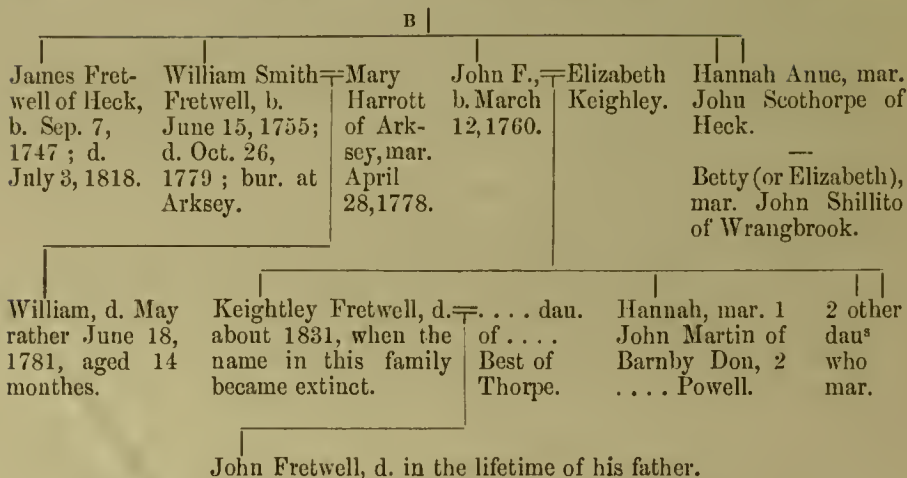 B
James Fret-
well of Heck,
b. Sep. 7,
1747 ; d.
July 3, 1818.
William Smith
Fretwell, b.
June 15, 1755;
d. Oct. 26,
1779 ; bur. at
Arksey.
Mary
Harrott
of Ark-
sey, mar.
April
28,1778.
John F.,
b. March
12,1760.
Elizabeth
Keighley.
Hannah Anue, mar.
John Scothorpe of
Heck.
—
Betty (or Elizabeth),
mar. John Shillito
of Wrangbrook.
William, d. May
rather June 18,
1781, aged 14
monthes.
Keightley Fretwell, d.
about 1831, when the
name in this family
became extinct.
. . . . dau.
of . . . .
Best of
Thorpe.
Hannah, mar. 1
John Martin of
Barnby Don, 2
. . . . Powell.
2 other
dauˢ
who
mar.
John Fretwell, d. in the lifetime of his father.